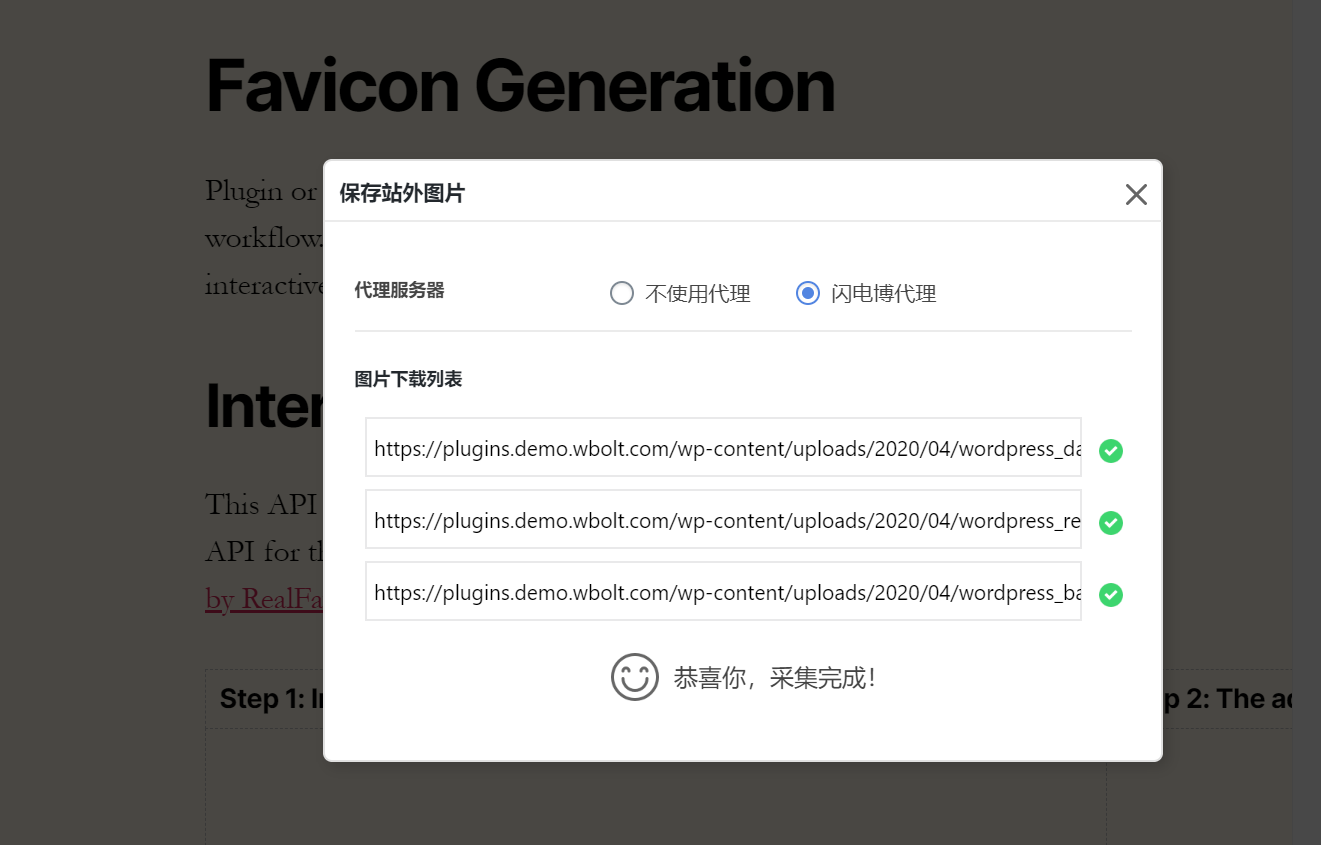 Favicon Generation
Plugin or
workflow.
interactive
保存站外图片
代理服务器
不使用代理
闪电博代理
图片下载列表
Inter
https://plugins.demo.wbolt.com/wp-content/uploads/2020/04/wordpress_da
This API
https://plugins.demo.wbolt.com/wp-content/uploads/2020/04/wordpress_re
API for th
https://plugins.demo.wbolt.com/wp-content/uploads/2020/04/wordpress_ba
by RealFa
恭喜你，采集完成！
Step 1: I
p 2: The ac